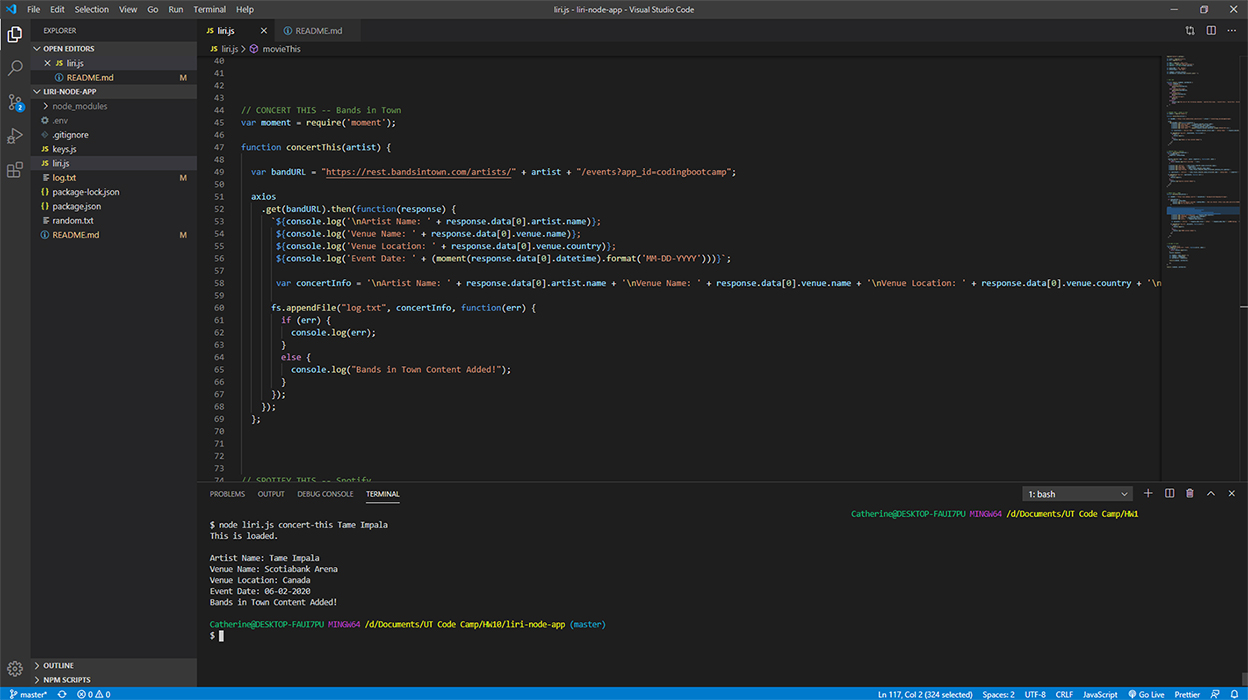 File Edit Selection View Go Run Terminal Help
liri.js - liri-node-app - Visual Studio Code
EXPLORER
OPEN EDITORS
JS liri.js
README.md M
LIRI-NODE-APP
node_modules
.env
.gitignore
JS keys.js
JS liri.js
log.txt M
{} package-lock.json
{} package.json
random.txt
README.md M
OUTLINE
NPM SCRIPTS
2
JS liri.js README.md
JS liri.js > movieThis
40
41
42
43
44 // CONCERT THIS -- Bands in Town
45 var moment = require('moment');
46
47 function concertThis(artist) {
48
49 var bandURL = "https://rest.bandsintown.com/artists/" + artist + "/events?app_id=codingbootcamp";
50
51 axios
52 .get(bandURL).then(function(response) {
53 `${console.log('\nArtist Name: ' + response.data[0].artist.name)};
54 ${console.log('Venue Name: ' + response.data[0].venue.name)};
55 ${console.log('Venue Location: ' + response.data[0].venue.country)};
56 ${console.log('Event Date: ' + (moment(response.data[0].datetime).format('MM-DD-YYYY')))}`;
57
58 var concertInfo = '\nArtist Name: ' + response.data[0].artist.name + '\nVenue Name: ' + response.data[0].venue.name + '\nVenue Location: ' + response.data[0].venue.country + '\n
59
60 fs.appendFile("log.txt", concertInfo, function(err) {
61 if (err) {
62 console.log(err);
63 }
64 else {
65 console.log("Bands in Town Content Added!");
66 }
67 });
68 });
69 };
70
71
72
73
74 // SPOTIFY THIS -- Spotify
PROBLEMS OUTPUT DEBUG CONSOLE TERMINAL 1: bash
Catherine@DESKTOP-FAUI7PU MINGW64 /d/Documents/UT Code Camp/HW1
$ node liri.js concert-this Tame Impala
This is loaded.
Artist Name: Tame Impala
Venue Name: Scotiabank Arena
Venue Location: Canada
Event Date: 06-02-2020
Bands in Town Content Added!
Catherine@DESKTOP-FAUI7PU MINGW64 /d/Documents/UT Code Camp/HW10/liri-node-app (master)
$
master* 0 0 Ln 117, Col 2 (324 selected) Spaces: 2 UTF-8 CRLF JavaScript Go Live Prettier